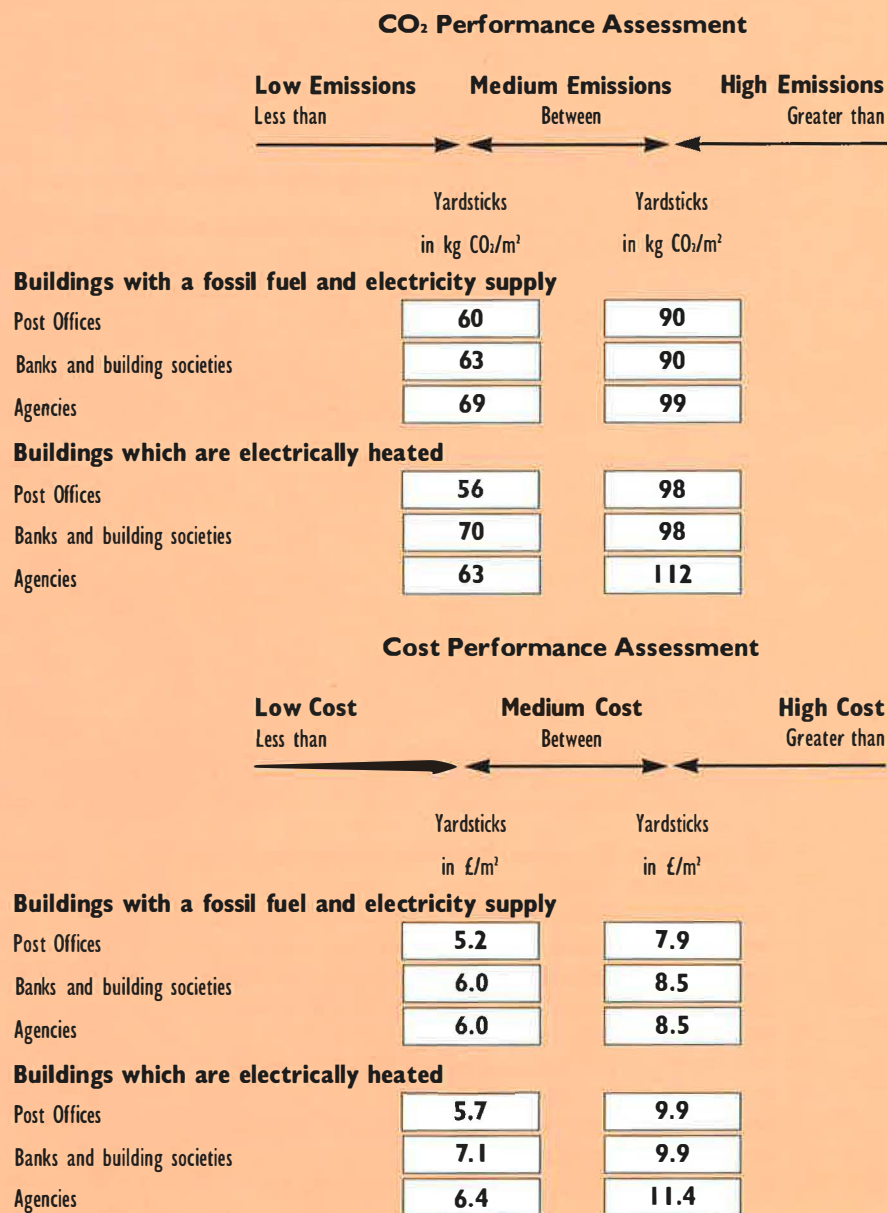 CO₂ Performance Assessment
Low Emissions Medium Emissions High Emissions
Less than Between Greater than
Yardsticks Yardsticks
in kg CO₂/m² in kg CO₂/m²
Buildings with a fossil fuel and electricity supply
Post Offices 60 90
Banks and building societies 63 90
Agencies 69 99
Buildings which are electrically heated
Post Offices 56 98
Banks and building societies 70 98
Agencies 63 112
Cost Performance Assessment
Low Cost Medium Cost High Cost
Less than Between Greater than
Yardsticks Yardsticks
in £/m² in £/m²
Buildings with a fossil fuel and electricity supply
Post Offices 5.2 7.9
Banks and building societies 6.0 8.5
Agencies 6.0 8.5
Buildings which are electrically heated
Post Offices 5.7 9.9
Banks and building societies 7.1 9.9
Agencies 6.4 11.4